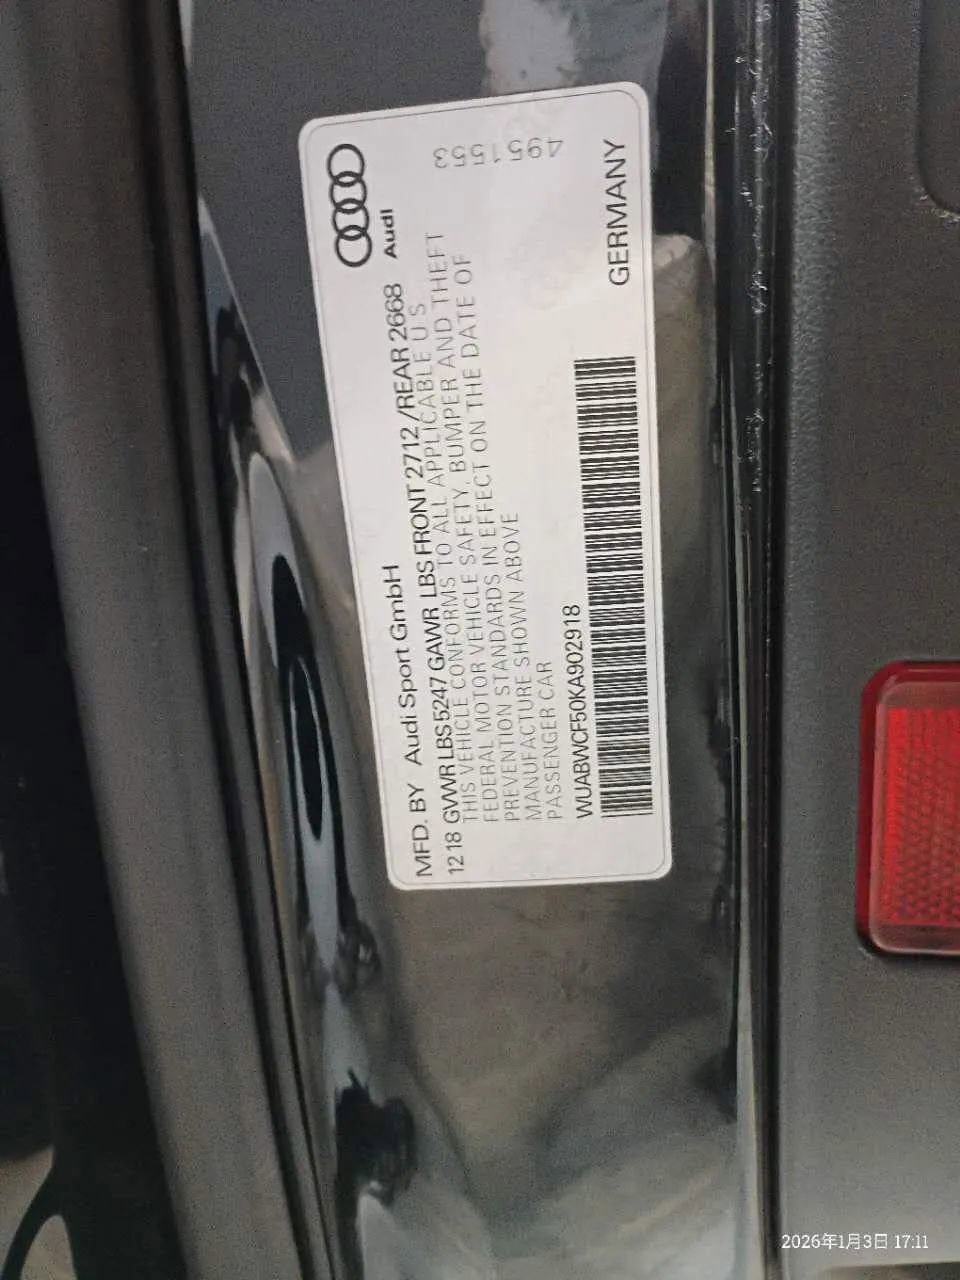 MFD. BY Audi Sport GmbH
Audi
12 18 GVWR LBS 5247 GAWR LBS FRONT 2712 / REAR 2668
THIS VEHICLE CONFORMS TO ALL APPLICABLE U S
FEDERAL MOTOR VEHICLE SAFETY, BUMPER AND THEFT
PREVENTION STANDARDS IN EFFECT ON THE DATE OF
MANUFACTURE SHOWN ABOVE
PASSENGER CAR
WUABWCF50KA902918
GERMANY
4951553
2026年1月3日 17:11